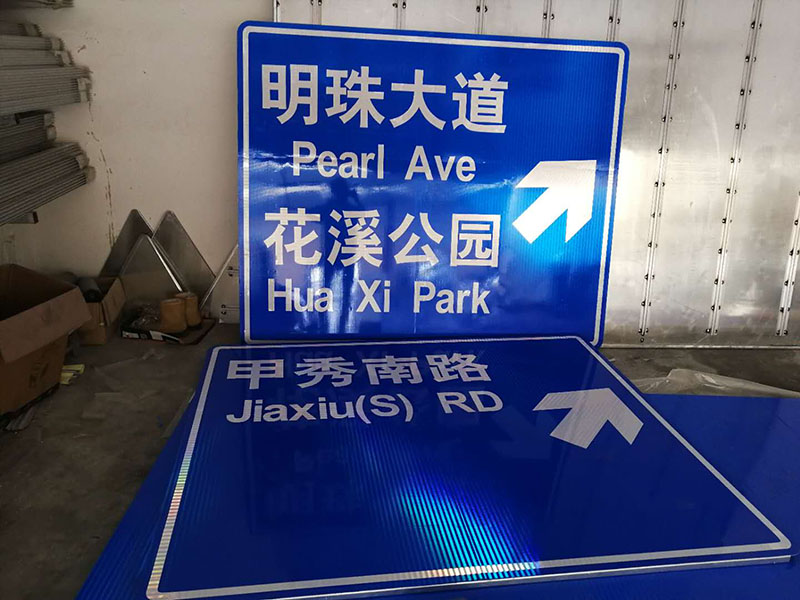 明珠大道
Pearl Ave
花溪公园
Hua Xi Park
甲秀南路
Jiaxiu(S) RD